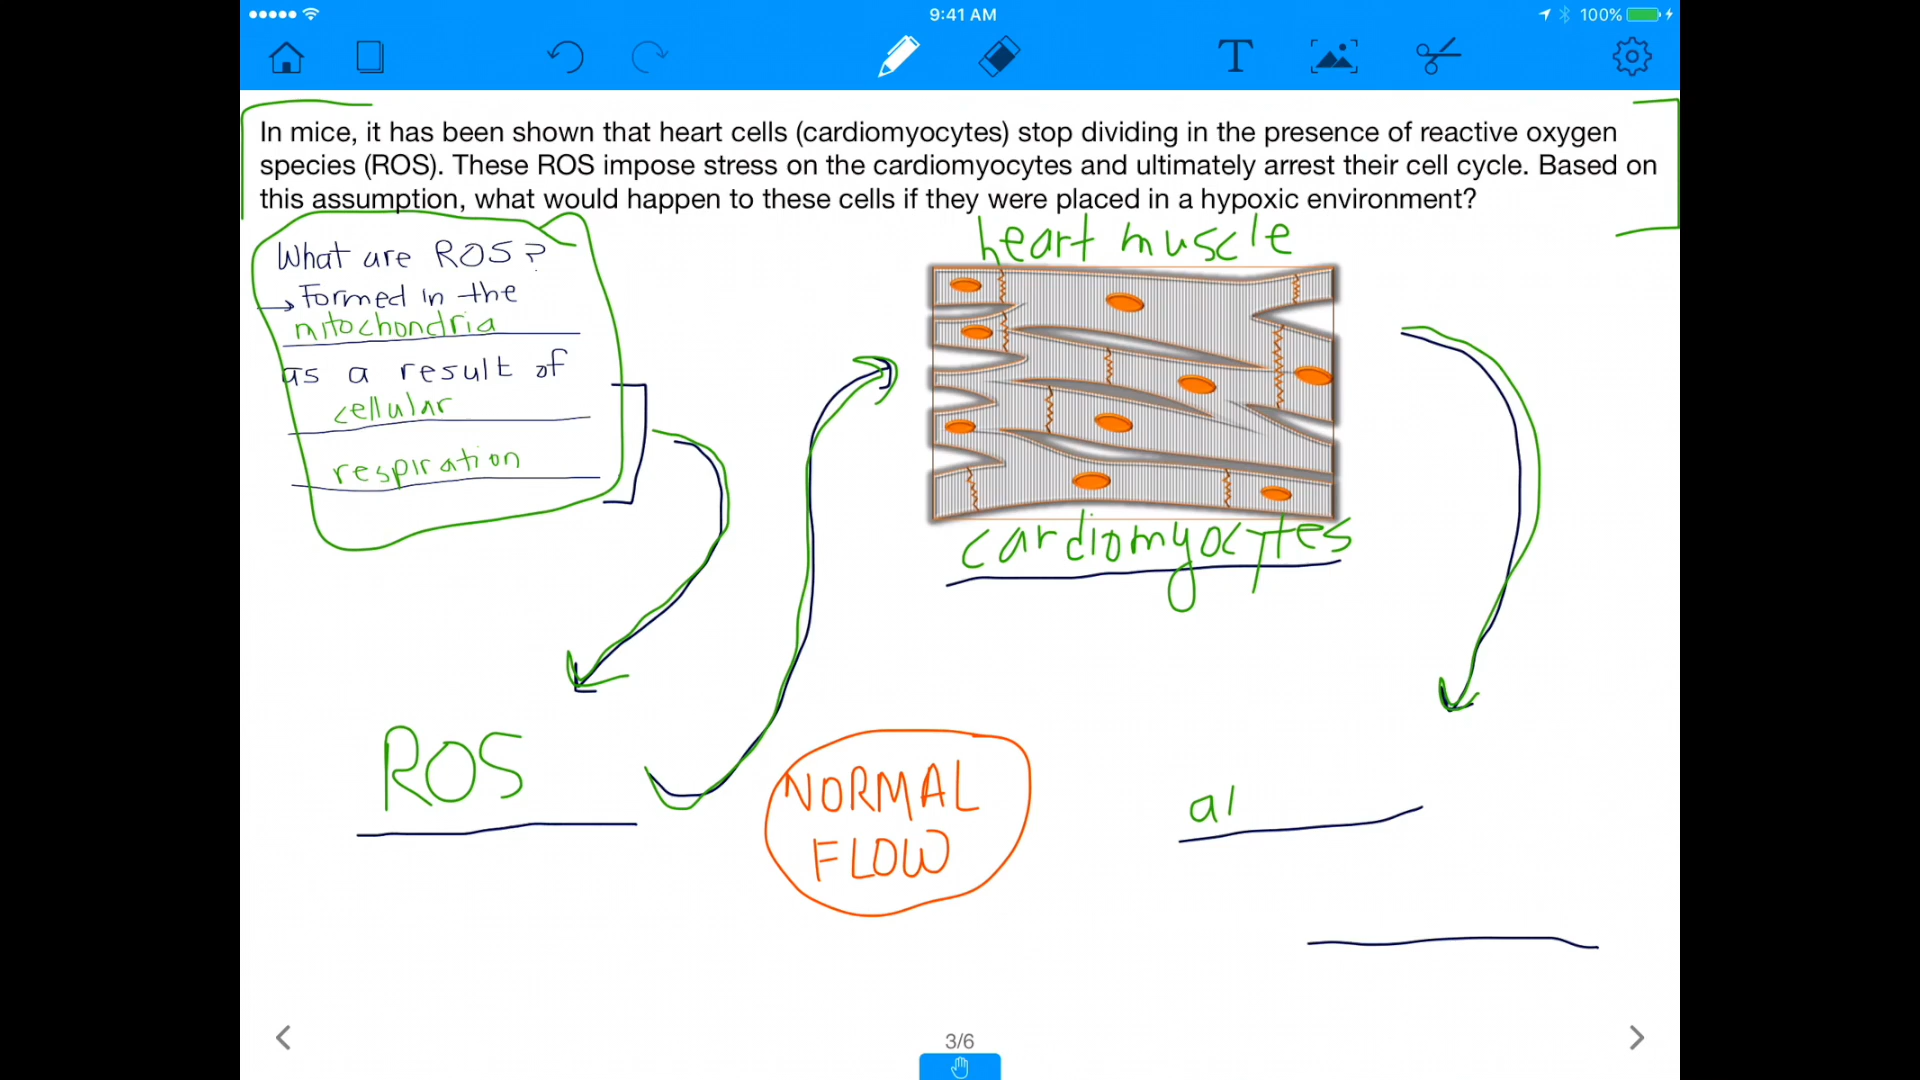 9:41 AM
100%
T
In mice, it has been shown that heart cells (cardiomyocytes) stop dividing in the presence of reactive oxygen
species (ROS). These ROS impose stress on the cardiomyocytes and ultimately arrest their cell cycle. Based on
this assumption, what would happen to these cells if they were placed in a hypoxic environment?
What are ROS?
→ Formed in the
mitochondria
as a result of
cellular
respiration
heart muscle
cardiomyocytes
ROS
NORMAL
FLOW
3/6